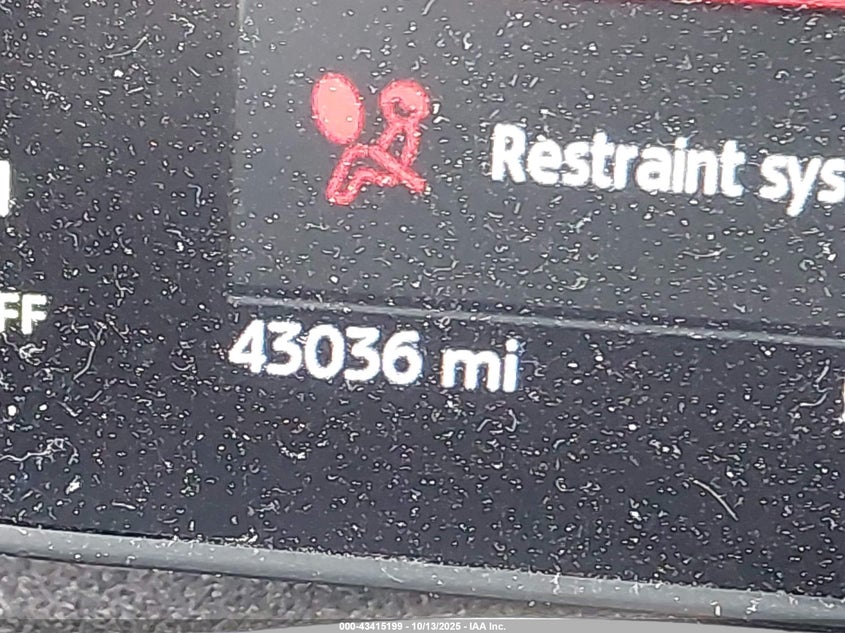 Restraint sys
FF
43036 mi
000-43415199 - 10/13/2025 - IAA Inc.